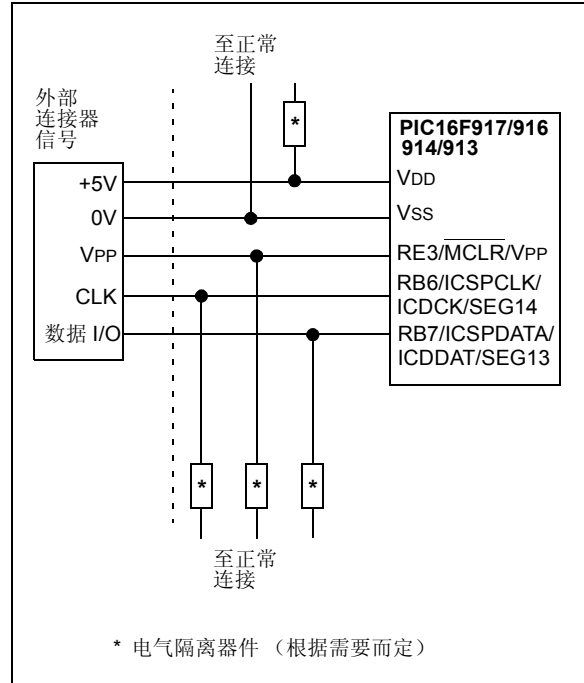 至正常
连接
外部
连接器
信号
*
PIC16F917/916
914/913
+5V
VDD
0V
VSS
VPP
RE3/MCLR/VPP
CLK
RB6/ICSPCLK/
ICDCK/SEG14
数据 I/O
RB7/ICSPDATA/
ICDDAT/SEG13
* * *
至正常
连接
* 电气隔离器件 （根据需要而定）